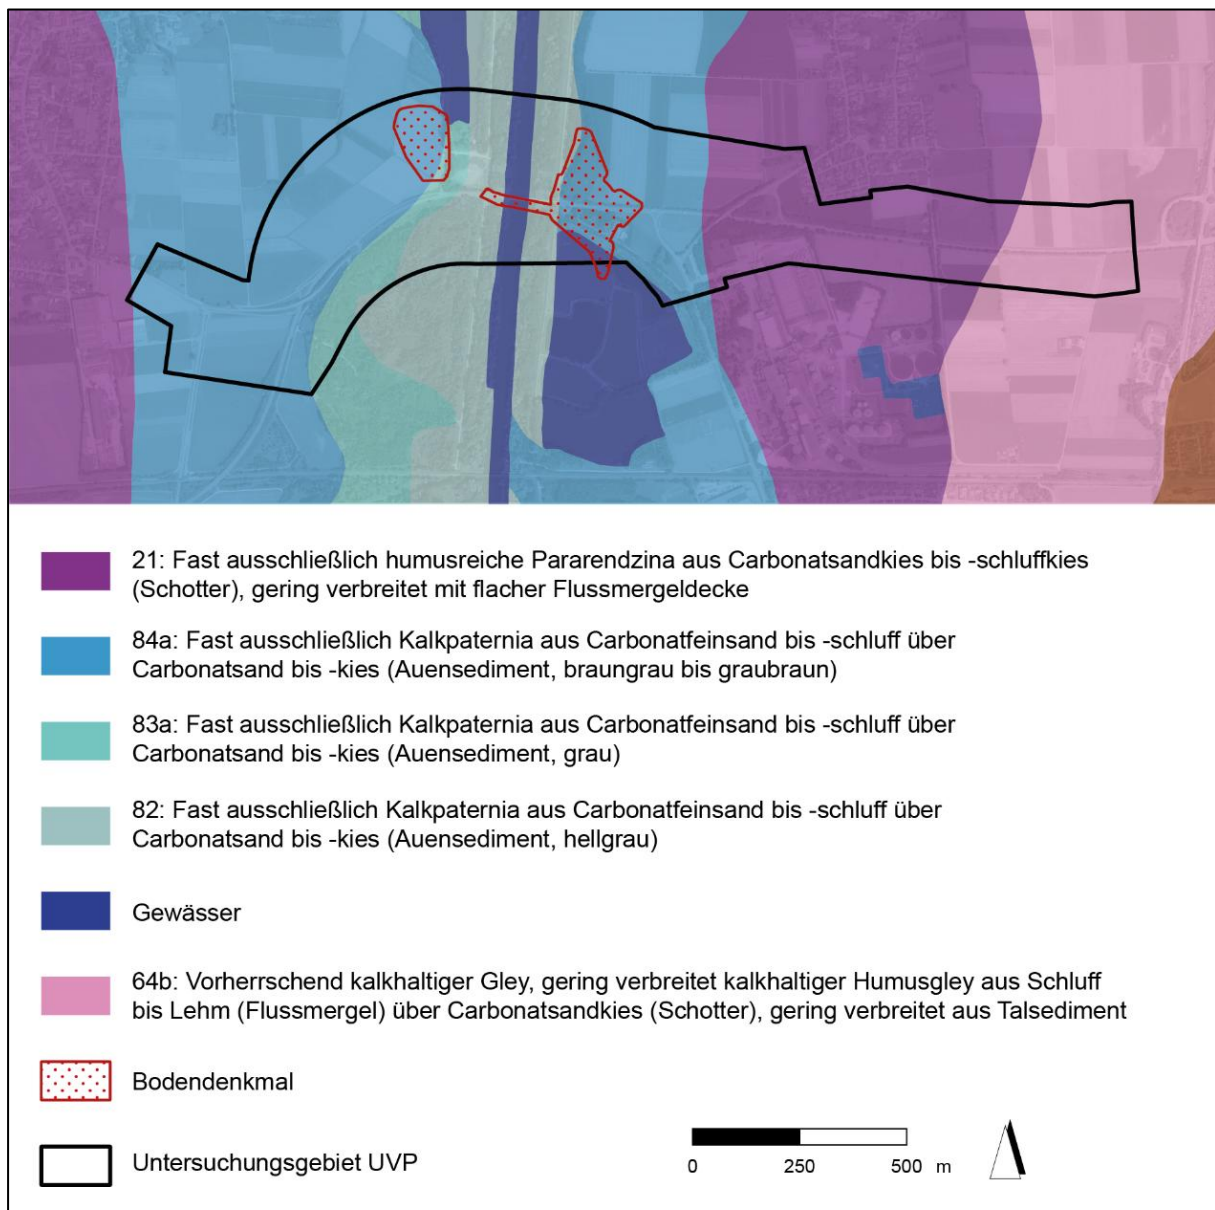 21: Fast ausschließlich humusreiche Pararendzina aus Carbonatsandkies bis -schluffkies
(Schotter), gering verbreitet mit flacher Flussmergeldecke
84a: Fast ausschließlich Kalkpaternia aus Carbonatfeinsand bis -schluff über
Carbonatsand bis -kies (Auensediment, braungrau bis graubraun)
83a: Fast ausschließlich Kalkpaternia aus Carbonatfeinsand bis -schluff über
Carbonatsand bis -kies (Auensediment, grau)
82: Fast ausschließlich Kalkpaternia aus Carbonatfeinsand bis -schluff über
Carbonatsand bis -kies (Auensediment, hellgrau)
Gewässer
64b: Vorherrschend kalkhaltiger Gley, gering verbreitet kalkhaltiger Humusgley aus Schluff
bis Lehm (Flussmergel) über Carbonatsandkies (Schotter), gering verbreitet aus Talsediment
Bodendenkmal
Untersuchungsgebiet UVP
0 250 500 m